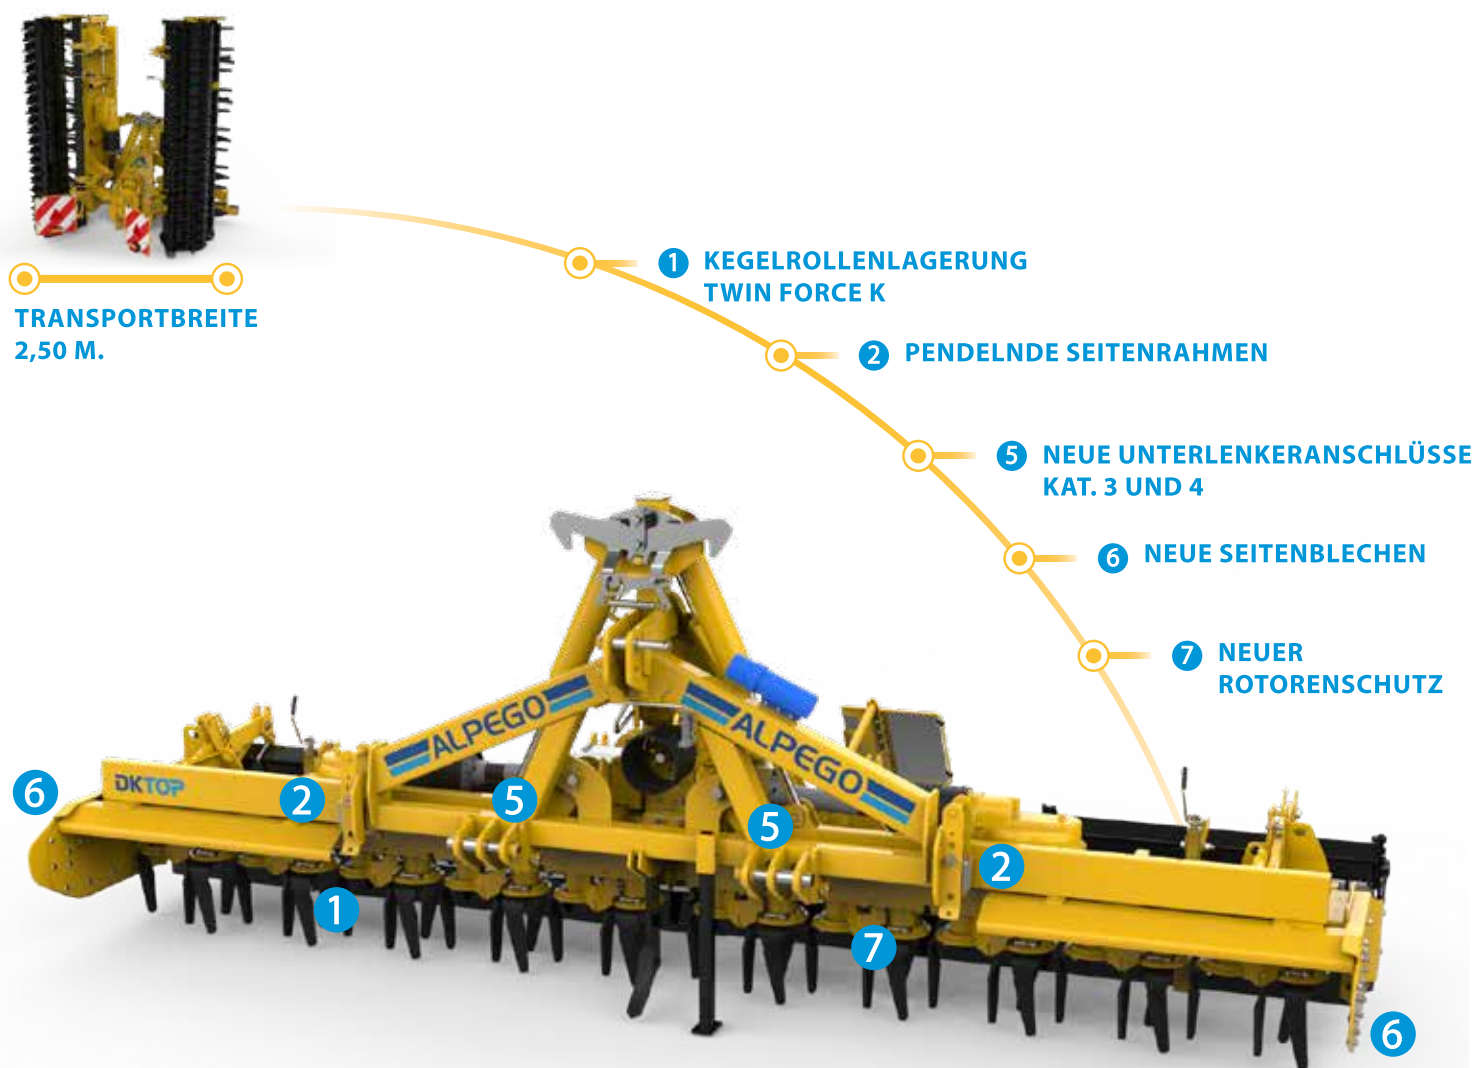 TRANSPORTBREITE
2,50 M.
1 KEGELROLLENLAGERUNG
TWIN FORCE K
2 PENDELNDE SEITENRAHMEN
5 NEUE UNTERLENKERANSCHLÜSSE
KAT. 3 UND 4
6 NEUE SEITENBLECHEN
7 NEUER
ROTORENSCHUTZ
ALPEGO
ALPEGO
DKTOP
6
2
5
5
2
1
7
6